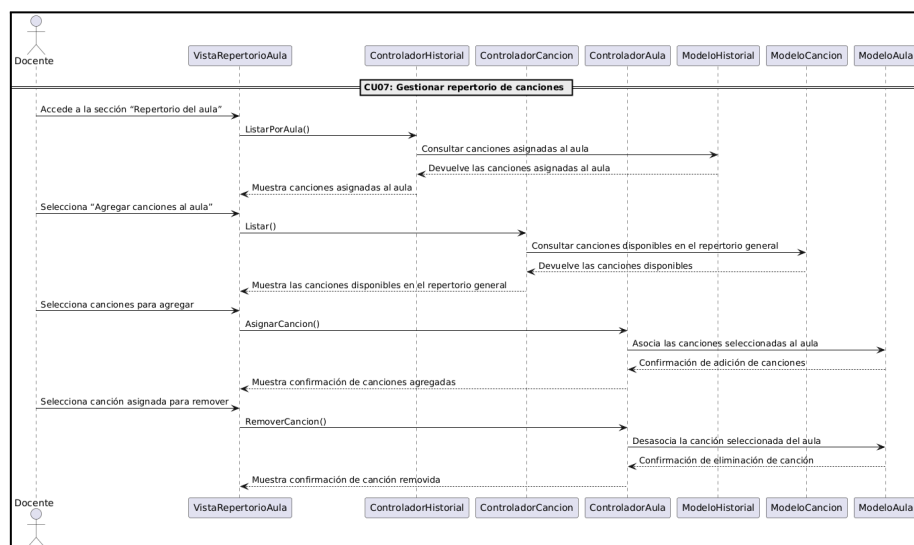 Docente
VistaRepertorioAula
ControladorHistorial
ControladorCancion
ControladorAula
ModeloHistorial
ModeloCancion
ModeloAula
CU07: Gestionar repertorio de canciones
Accede a la sección “Repertorio del aula”
ListarPorAula()
Consultar canciones asignadas al aula
Devuelve las canciones asignadas al aula
Muestra canciones asignadas al aula
Selecciona “Agregar canciones al aula”
Listar()
Consultar canciones disponibles en el repertorio general
Devuelve las canciones disponibles
Muestra las canciones disponibles en el repertorio general
Selecciona canciones para agregar
AsignarCancion()
Asocia las canciones seleccionadas al aula
Confirmación de adición de canciones
Muestra confirmación de canciones agregadas
Selecciona canción asignada para remover
RemoverCancion()
Desasocia la canción seleccionada del aula
Confirmación de eliminación de canción
Muestra confirmación de canción removida
Docente
VistaRepertorioAula
ControladorHistorial
ControladorCancion
ControladorAula
ModeloHistorial
ModeloCancion
ModeloAula